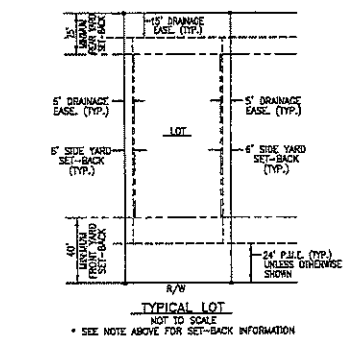 25'
MINIMUM
REAR YARD
SET-BACK
15' DRAINAGE
EASE. (TYP.)
5' DRAINAGE
EASE. (TYP.)
5' DRAINAGE
EASE. (TYP.)
LOT
6' SIDE YARD
SET-BACK
(TYP.)
6' SIDE YARD
SET-BACK
(TYP.)
40'
MINIMUM
FRONT YARD
SET-BACK
24' P.U.E. (TYP.)
UNLESS OTHERWISE
SHOWN
R/W
TYPICAL LOT
NOT TO SCALE
* SEE NOTE ABOVE FOR SET-BACK INFORMATION